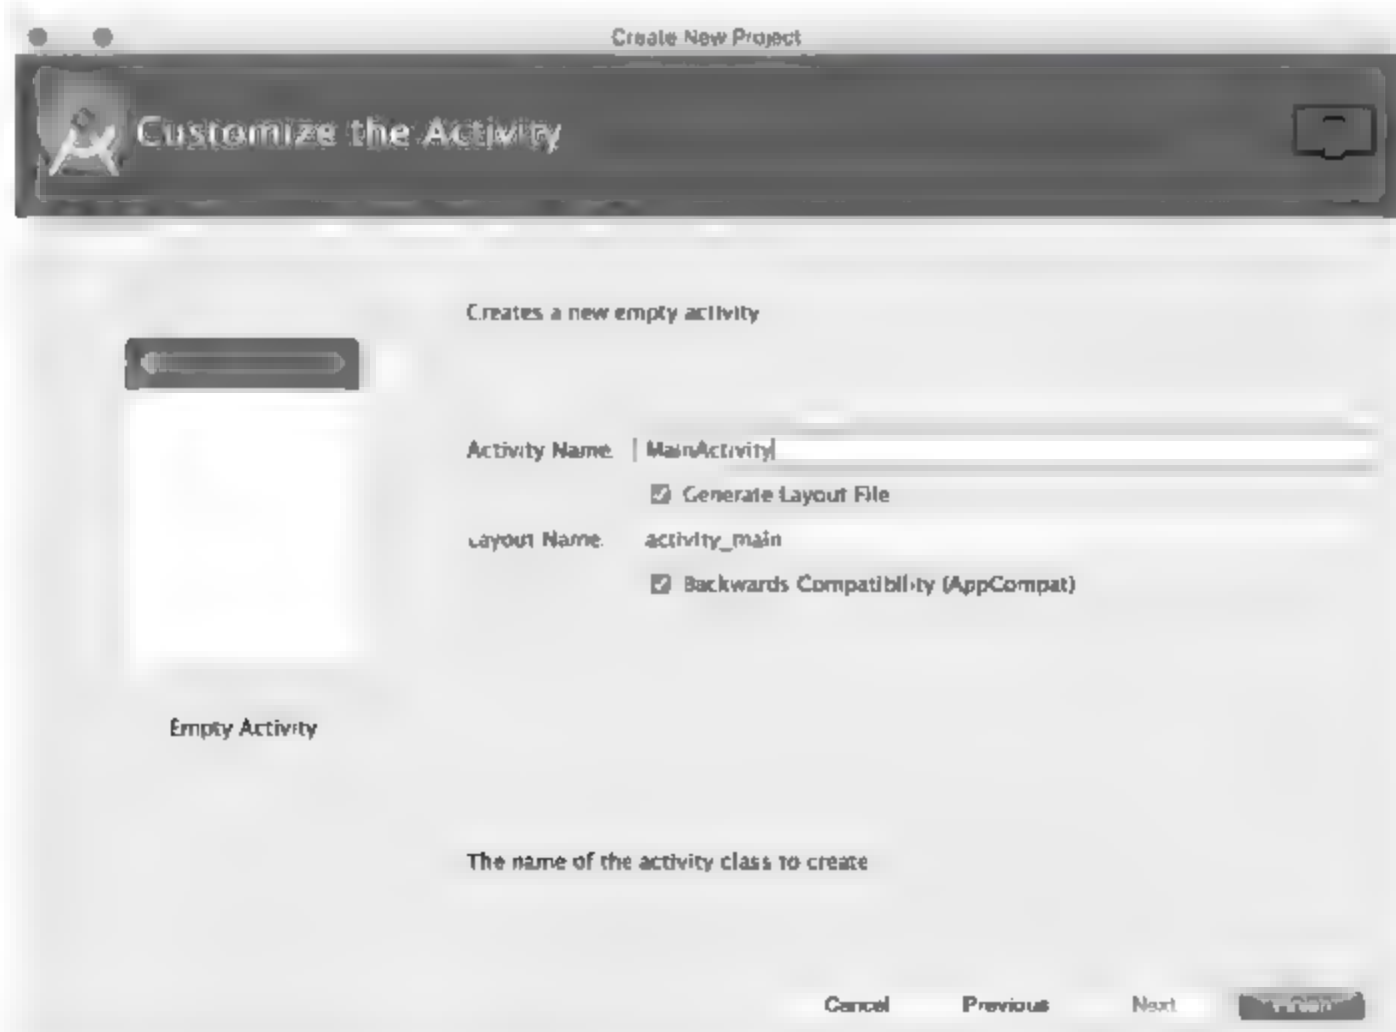 Create New Project
Customize the Activity
Creates a new empty activity
Activity Name: MainActivity
Generate Layout File
Layout Name: activity_main
Backwards Compatibility (AppCompat)
Empty Activity
The name of the activity class to create
Cancel Previous Next